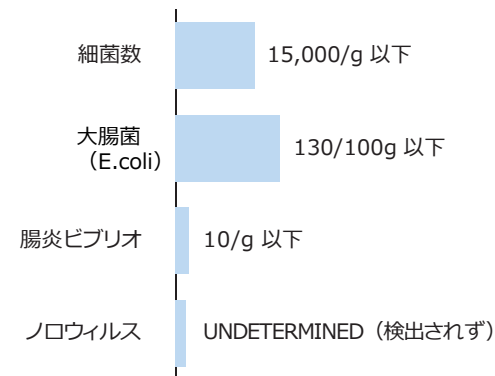 細菌数 15,000/g 以下
大腸菌
（E.coli） 130/100g 以下
腸炎ビブリオ 10/g 以下
ノロウィルス UNDETERMINED（検出されず）